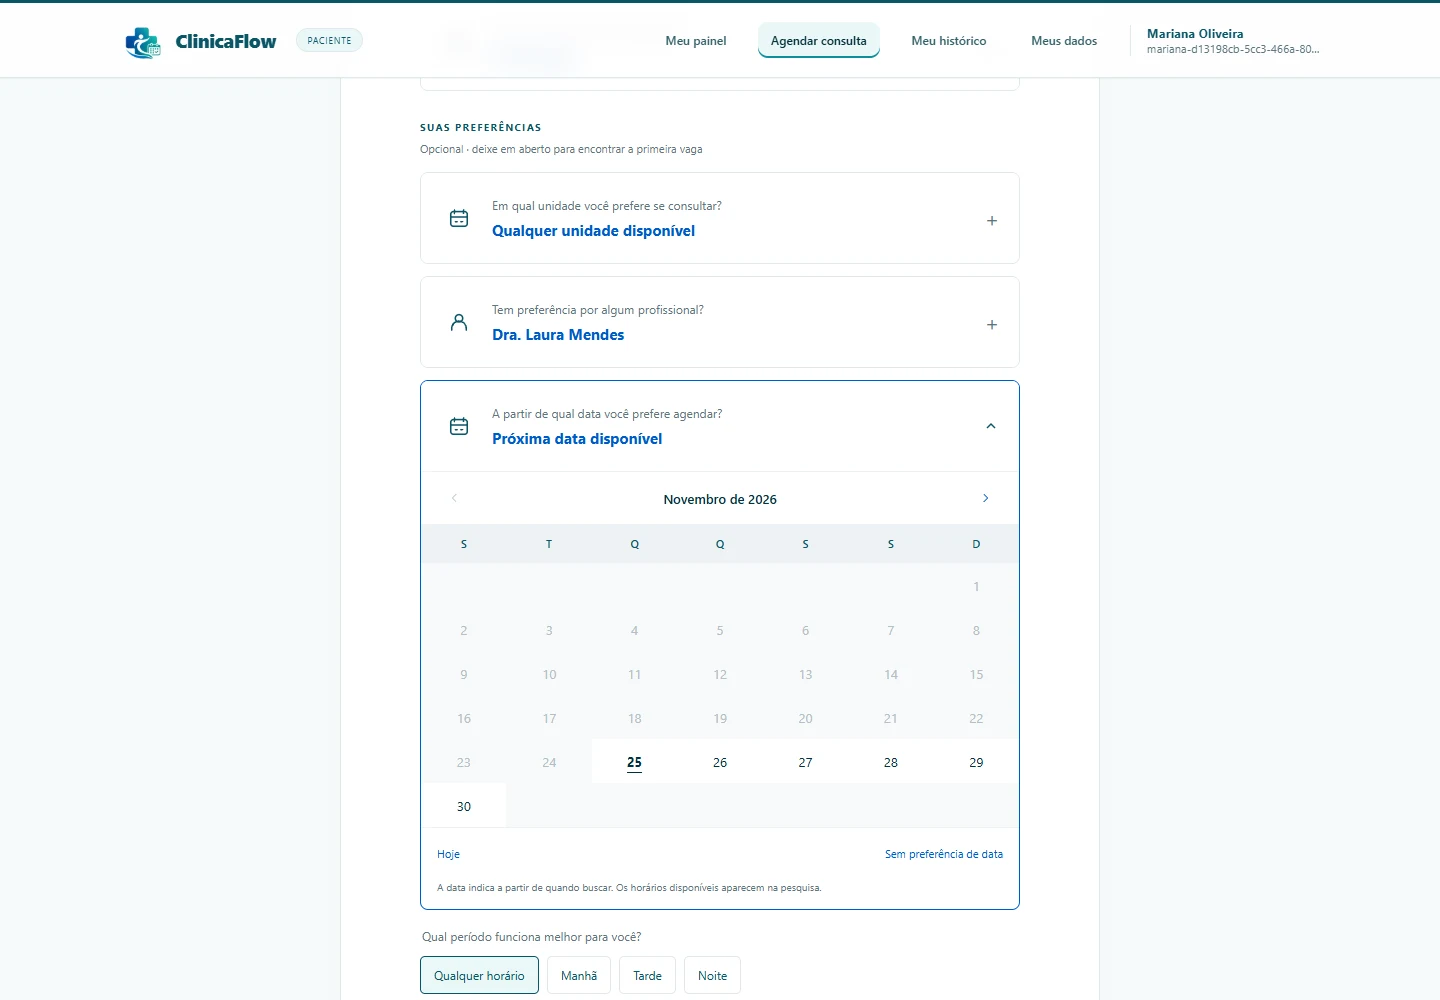 ClinicaFlow
PACIENTE
Meu painel
Agendar consulta
Meu histórico
Meus dados
Mariana Oliveira
mariana-d13198cb-5cc3-466a-80...
SUAS PREFERÊNCIAS
Opcional · deixe em aberto para encontrar a primeira vaga
Em qual unidade você prefere se consultar?
Qualquer unidade disponível
+
Tem preferência por algum profissional?
Dra. Laura Mendes
+
A partir de qual data você prefere agendar?
Próxima data disponível
Novembro de 2026
S T Q Q S S D
1
2 3 4 5 6 7 8
9 10 11 12 13 14 15
16 17 18 19 20 21 22
23 24 25 26 27 28 29
30
Hoje
Sem preferência de data
A data indica a partir de quando buscar. Os horários disponíveis aparecem na pesquisa.
Qual período funciona melhor para você?
Qualquer horário
Manhã
Tarde
Noite